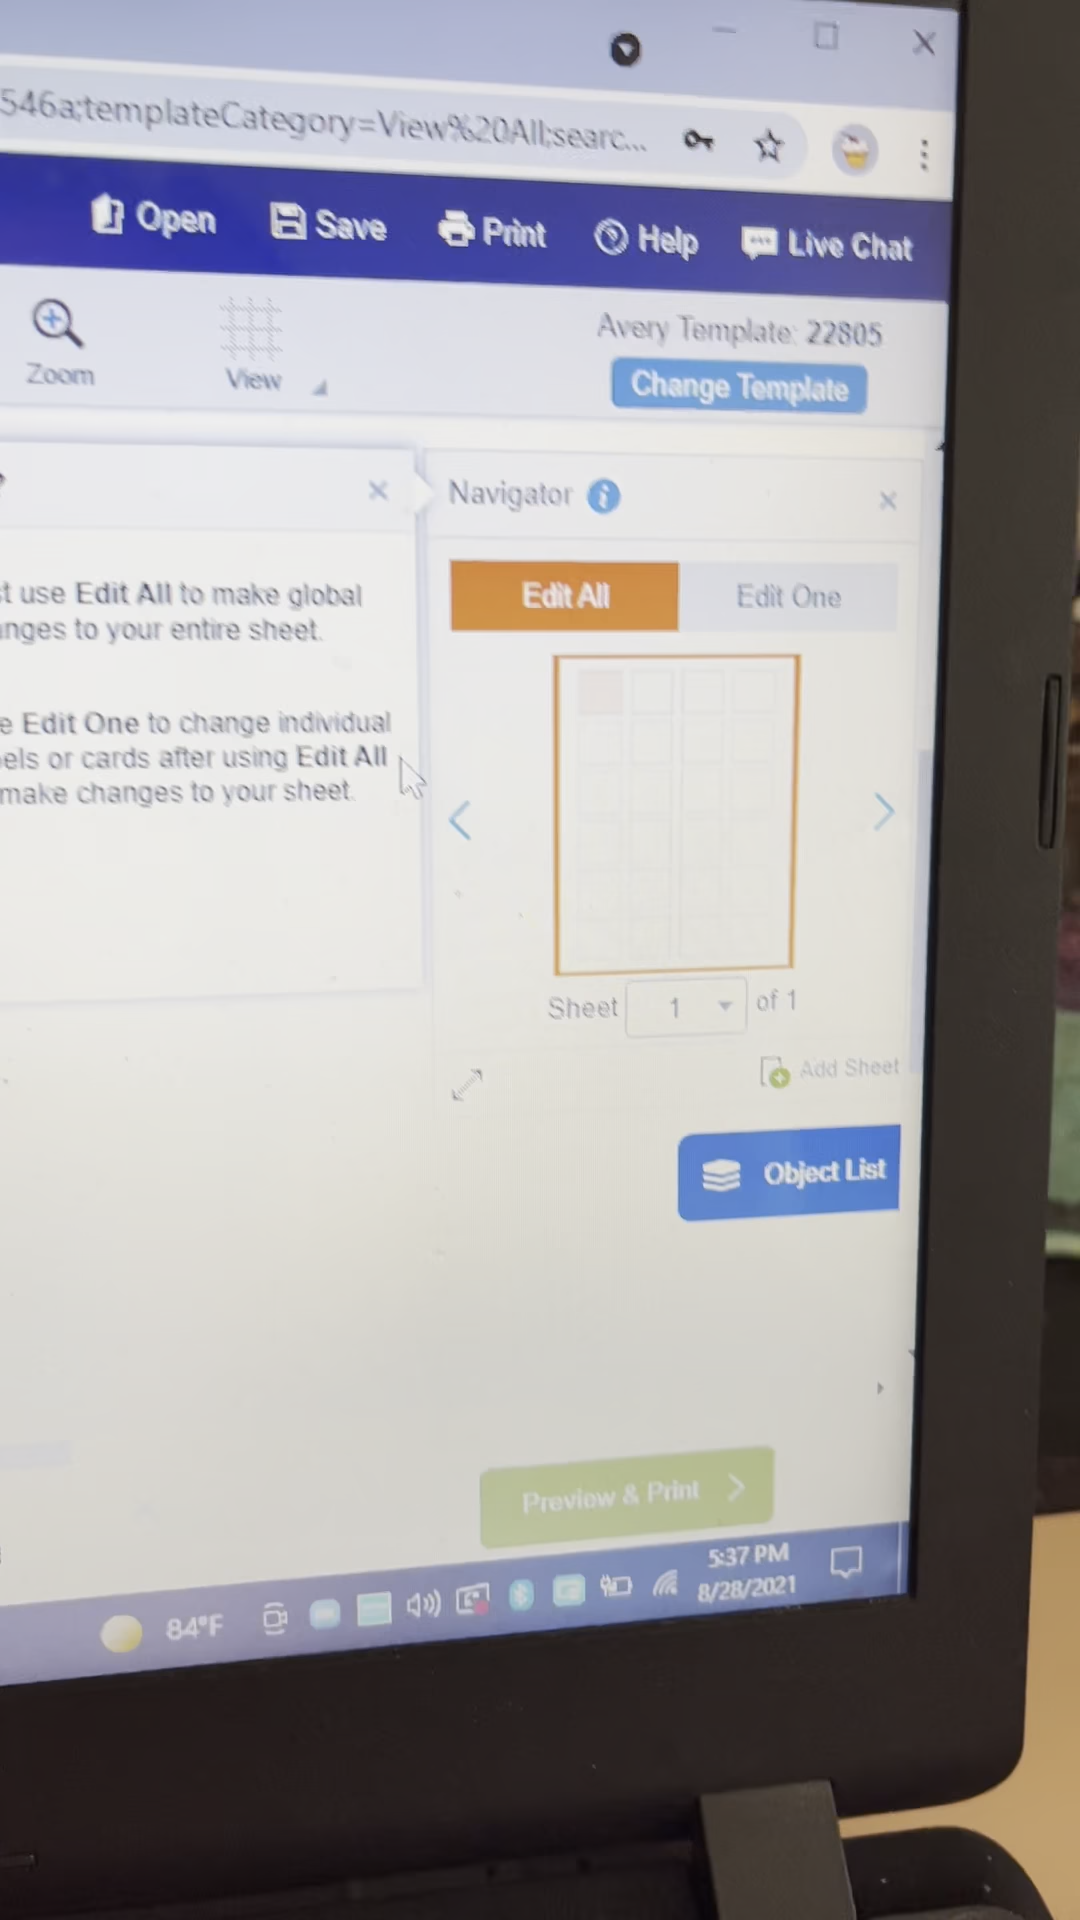 546a;templateCategory=View%20All;searc...
Open Save Print Help Live Chat
Zoom
View
Avery Template: 22805
Change Template
Navigator
use Edit All to make global
to your entire sheet.
Edit One to change individual
or cards after using Edit All
make changes to your sheet.
Edit All Edit One
Sheet 1 of 1
Add Sheet
Object List
Preview & Print
84°F
5:37 PM
8/28/2021